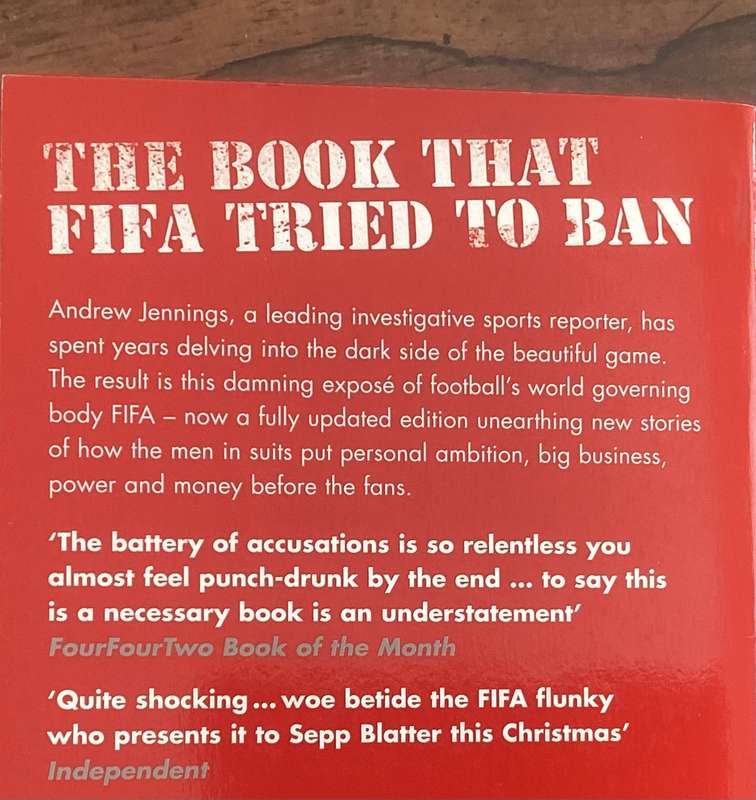 THE BOOK THAT
FIFA TRIED TO BAN
Andrew Jennings, a leading investigative sports reporter, has
spent years delving into the dark side of the beautiful game.
The result is this damning exposé of football's world governing
body FIFA – now a fully updated edition unearthing new stories
of how the men in suits put personal ambition, big business,
power and money before the fans.
'The battery of accusations is so relentless you
almost feel punch-drunk by the end ... to say this
is a necessary book is an understatement'
FourFourTwo Book of the Month
'Quite shocking ... woe betide the FIFA flunky
who presents it to Sepp Blatter this Christmas'
Independent